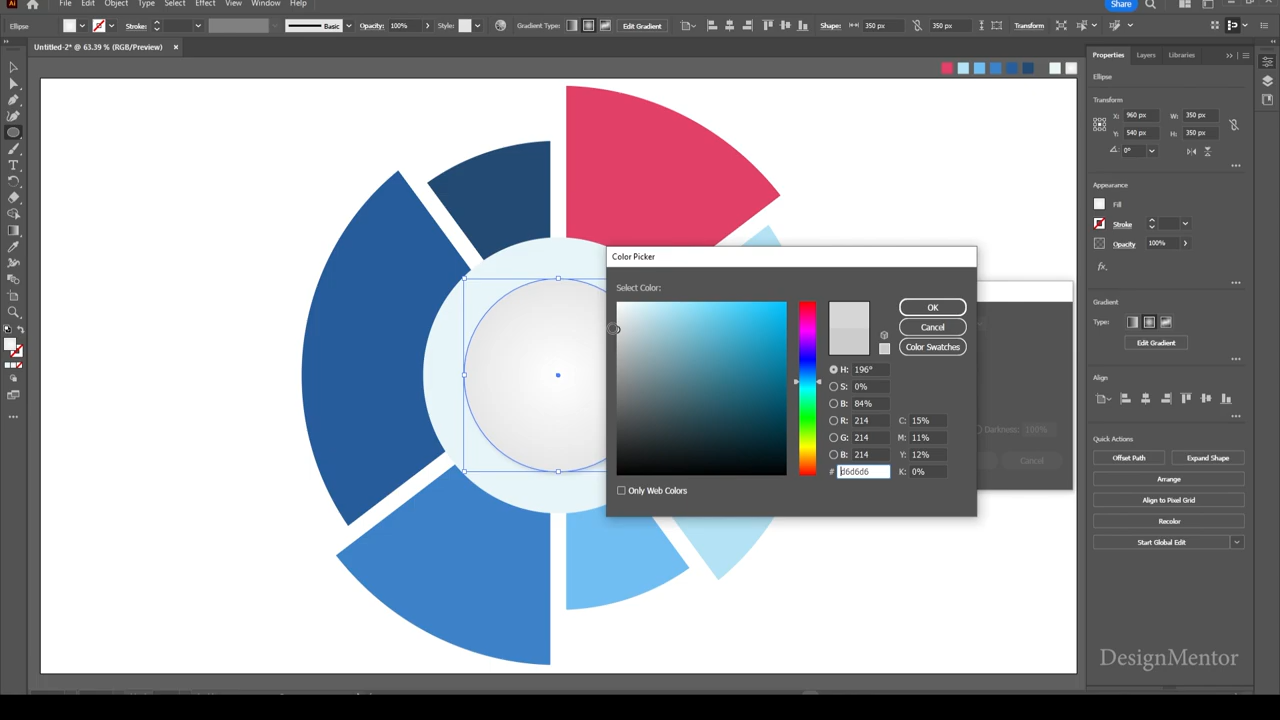 Ai File Edit Object Type Select Effect View Window Help Share
Ellipse Stroke: Basic Opacity: 100% Style: Gradient Type: Edit Gradient Shape: 350 px 350 px Transform
Untitled-2* @ 63.39 % (RGB/Preview) ×
Properties Layers Libraries
Ellipse
Transform
X: 960 px W: 350 px
Y: 540 px H: 350 px
0°
Appearance
Fill
Stroke
Opacity 100%
fx
Gradient
Type:
Edit Gradient
Align
Quick Actions
Offset Path Expand Shape
Arrange
Align to Pixel Grid
Recolor
Start Global Edit
Color Picker
Select Color:
OK
Cancel
Color Swatches
H: 196°
S: 0%
B: 84%
R: 214 C: 15%
G: 214 M: 11%
B: 214 Y: 12%
# d6d6d6 K: 0%
Only Web Colors
Darkness: 100%
Cancel
DesignMentor